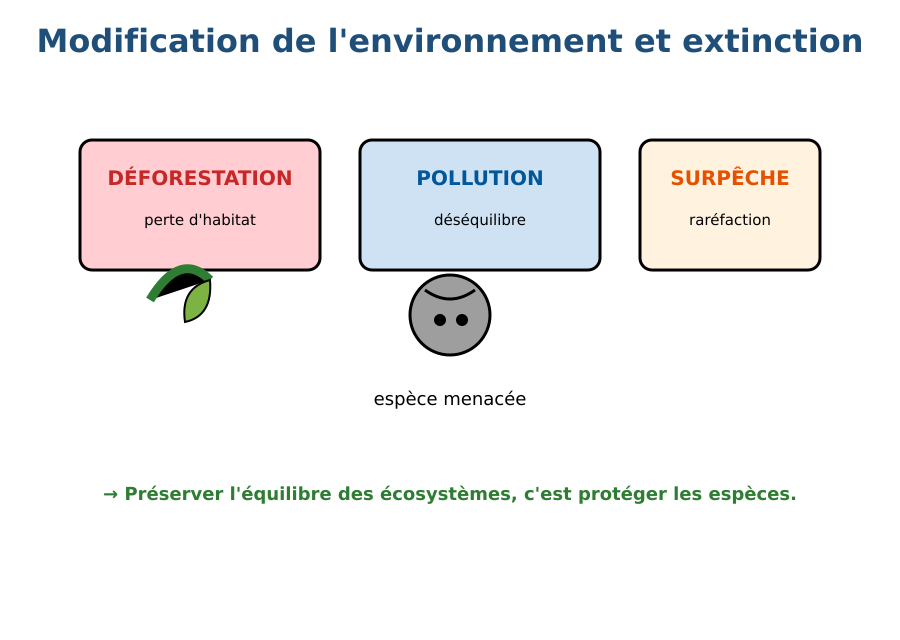 Modification de l'environnement et extinction
DÉFORESTATION
perte d'habitat
POLLUTION
déséquilibre
SURPÊCHE
raréfaction
espèce menacée
→ Préserver l'équilibre des écosystèmes, c'est protéger les espèces.